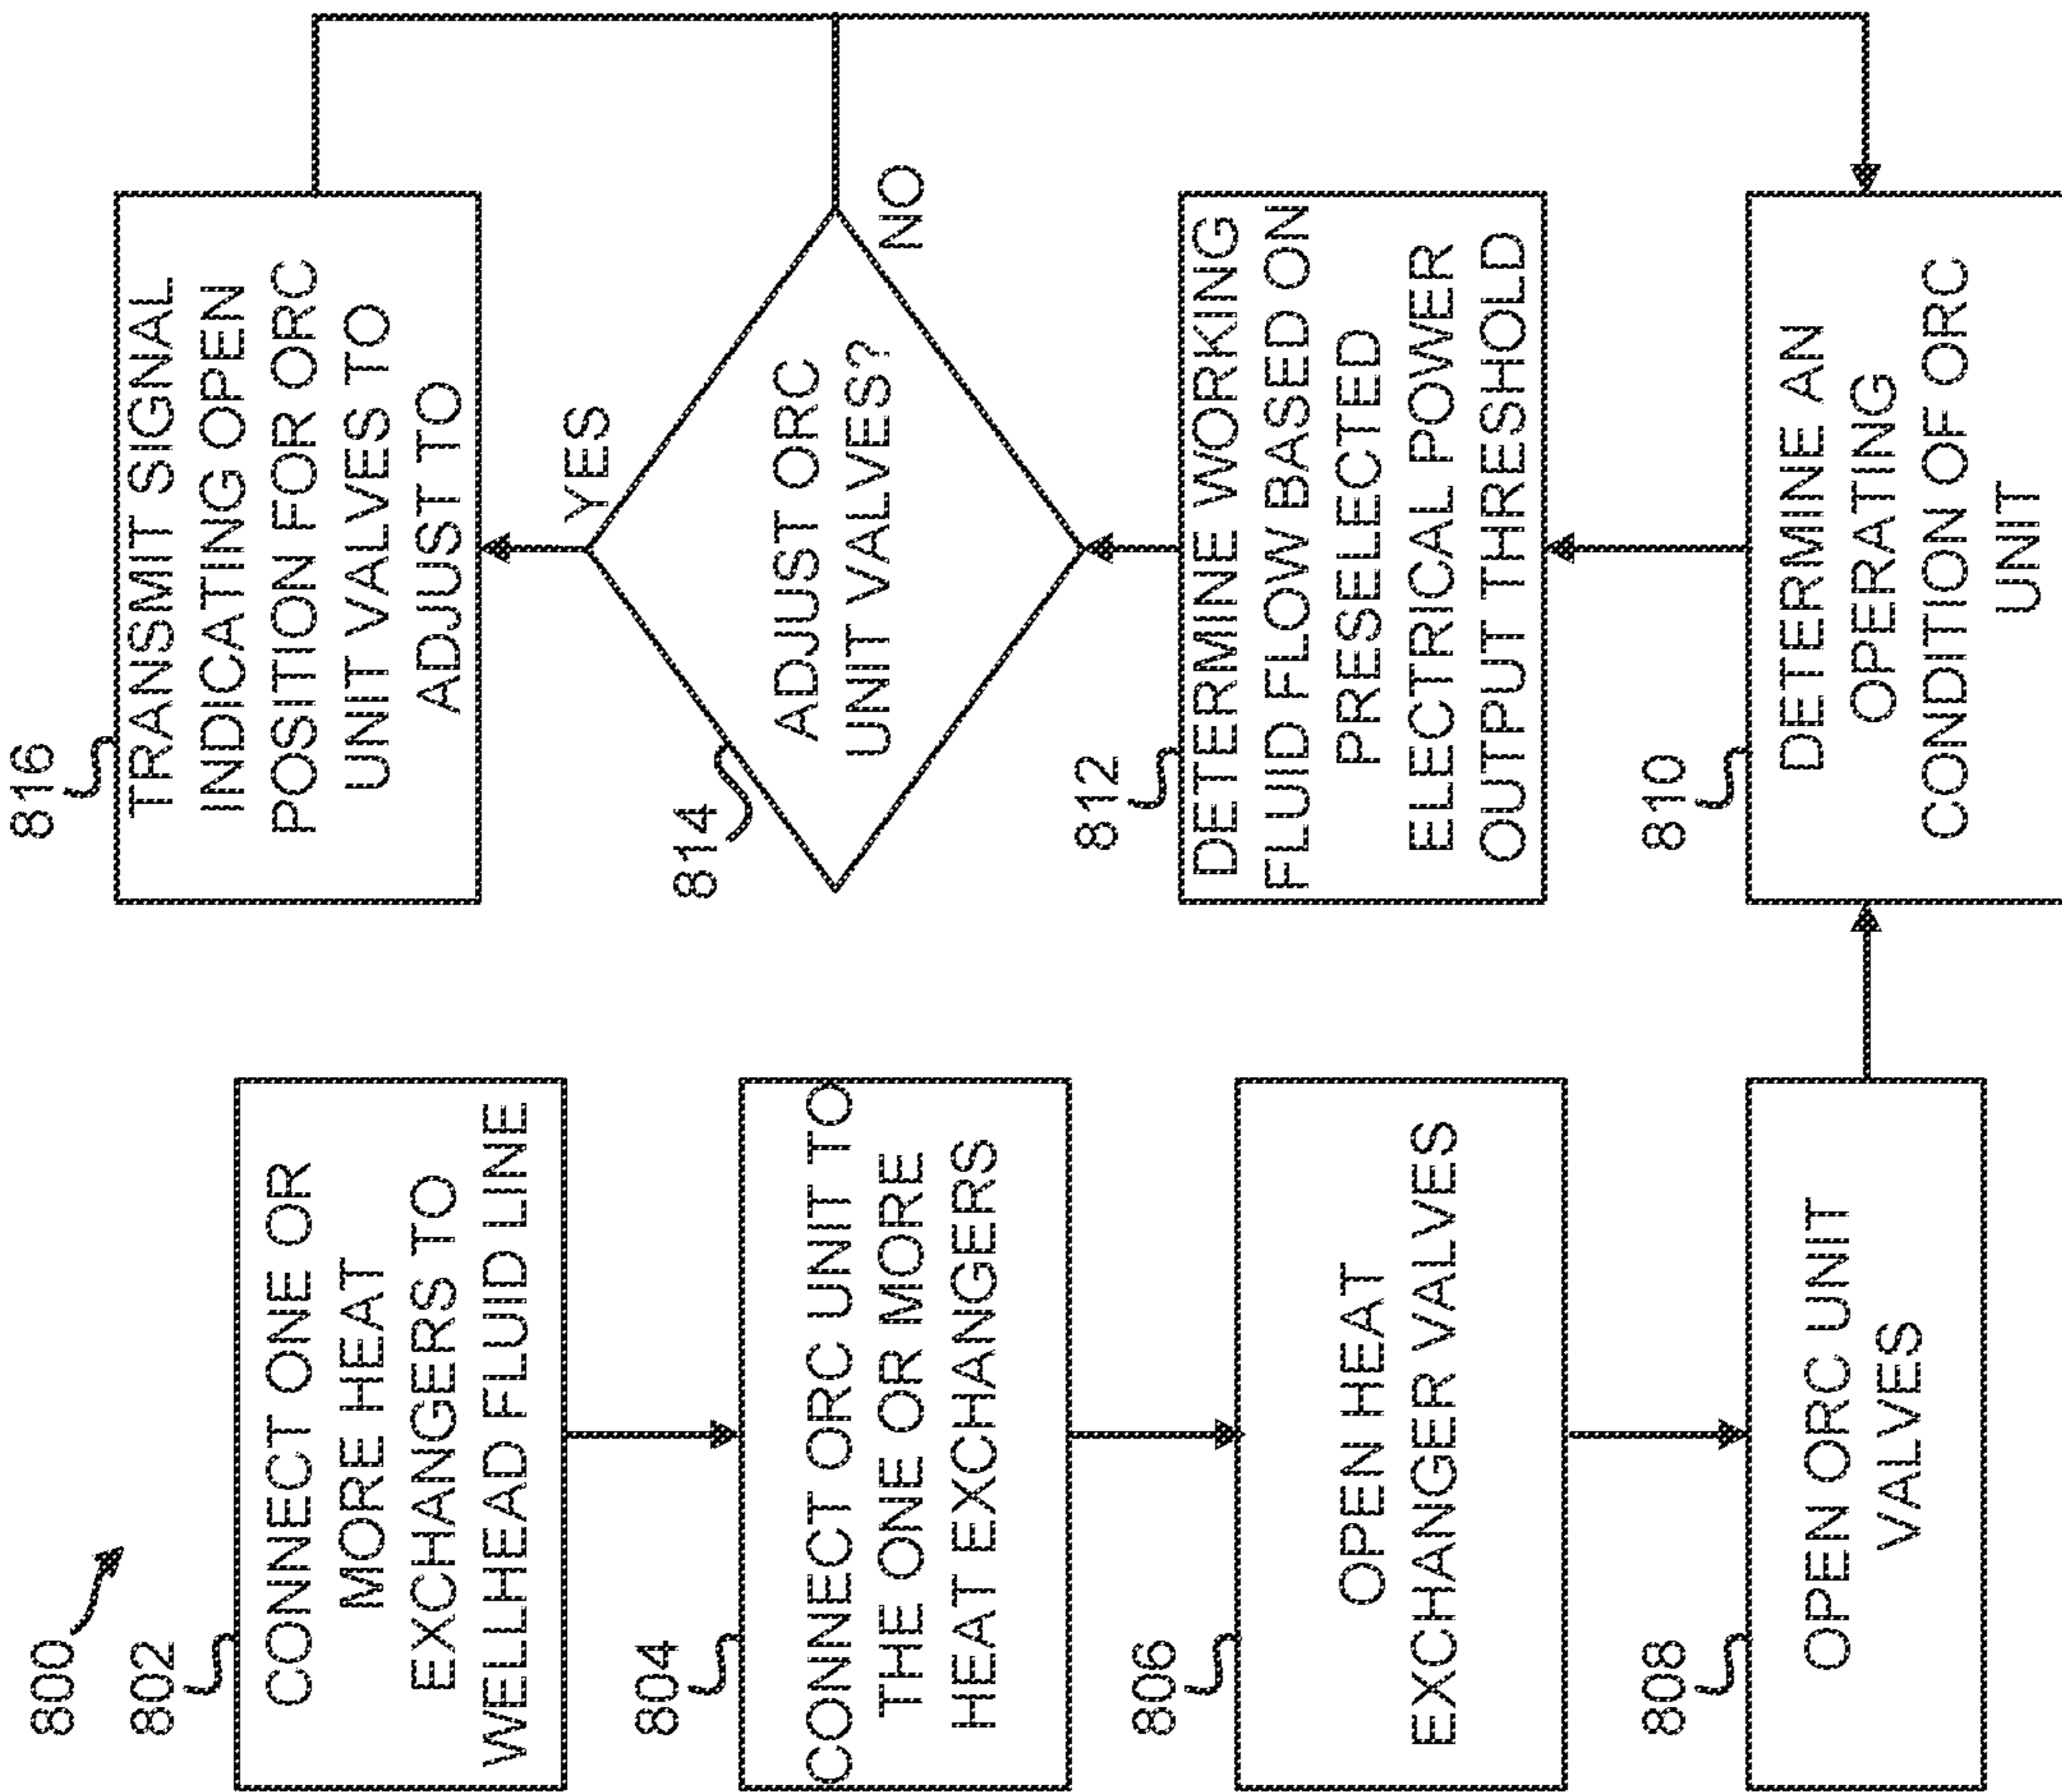 800
802
CONNECT ONE OR
MORE HEAT
EXCHANGERS TO
WELLHEAD FLUID LINE
804
CONNECT ORC UNIT TO
THE ONE OR MORE
HEAT EXCHANGERS
806
OPEN HEAT
EXCHANGER VALVES
808
OPEN ORC UNIT
VALVES
816
TRANSMIT SIGNAL
INDICATING OPEN
POSITION FOR ORC
UNIT VALVES TO
ADJUST TO
YES
814
ADJUST ORC
UNIT VALVES?
NO
812
DETERMINE WORKING
FLUID FLOW BASED ON
PRESELECTED
ELECTRICAL POWER
OUTPUT THRESHOLD
810
DETERMINE AN
OPERATING
CONDITION OF ORC
UNIT